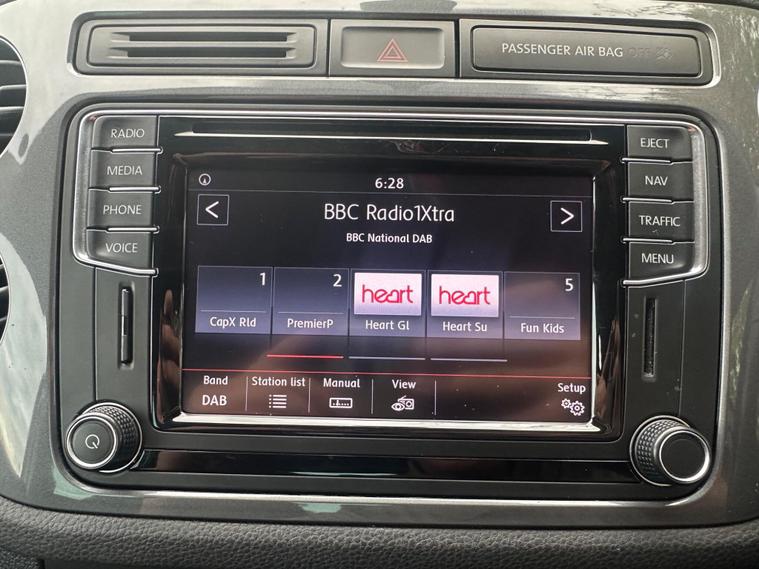 PASSENGER AIR BAG OFF
RADIO
MEDIA
PHONE
VOICE
EJECT
NAV
TRAFFIC
MENU
6:28
< BBC Radio1Xtra >
BBC National DAB
1 2 heart heart 5
CapX Rld PremierP Heart Gl Heart Su Fun Kids
Band Station list Manual View Setup
DAB